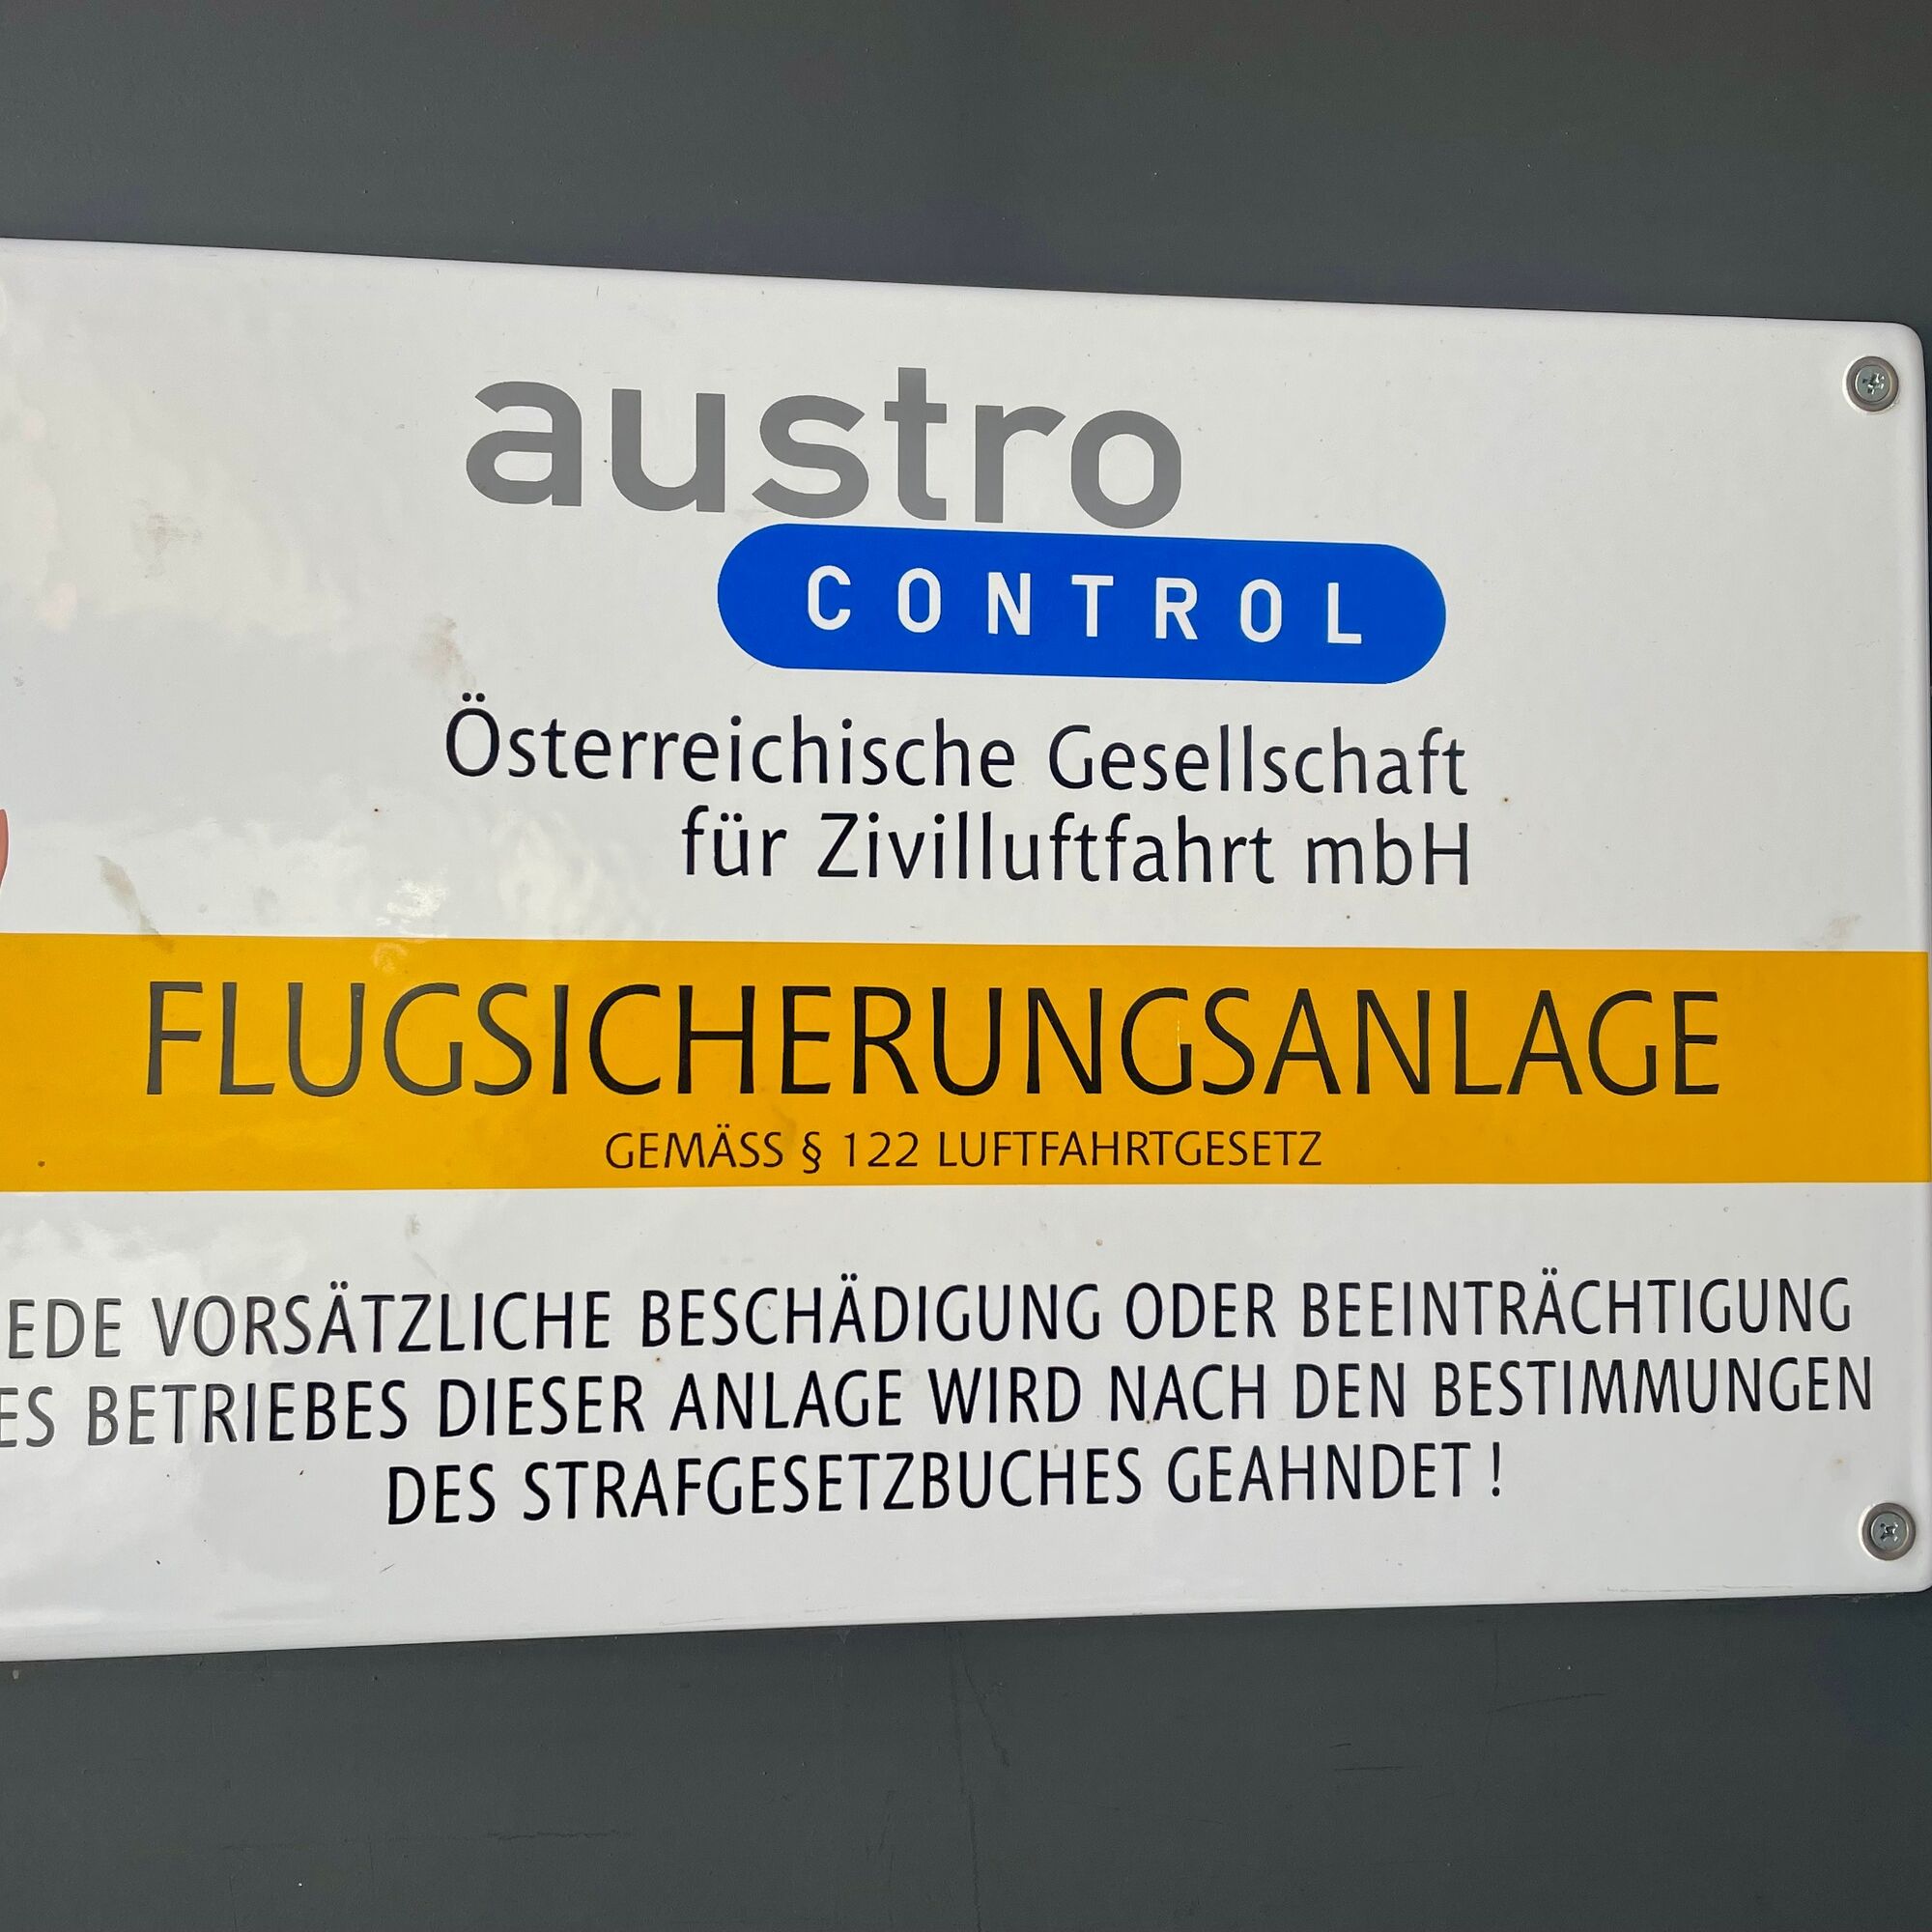 austro
CONTROL
Österreichische Gesellschaft
für Zivilluftfahrt mbH
FLUGSICHERUNGSANLAGE
GEMÄSS § 122 LUFTFAHRTGESETZ
EDE VORSÄTZLICHE BESCHÄDIGUNG ODER BEEINTRÄCHTIGUNG
ES BETRIEBES DIESER ANLAGE WIRD NACH DEN BESTIMMUNGEN
DES STRAFGESETZBUCHES GEAHNDET !